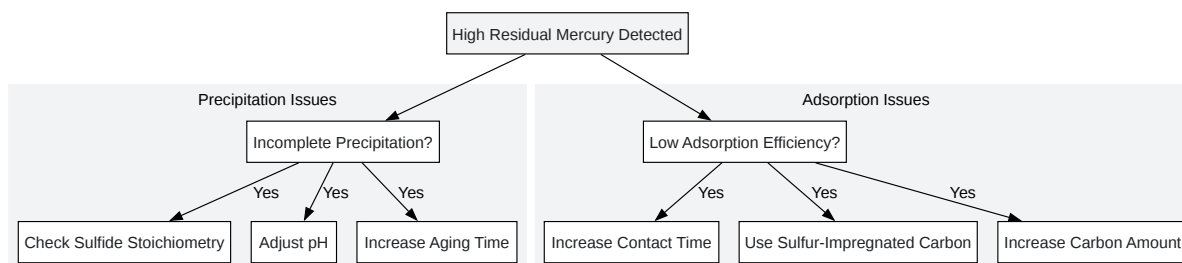 High Residual Mercury Detected
Precipitation Issues
Adsorption Issues
Incomplete Precipitation?
Low Adsorption Efficiency?
Yes
Yes
Yes
Yes
Yes
Yes
Check Sulfide Stoichiometry
Adjust pH
Increase Aging Time
Increase Contact Time
Use Sulfur-Impregnated Carbon
Increase Carbon Amount